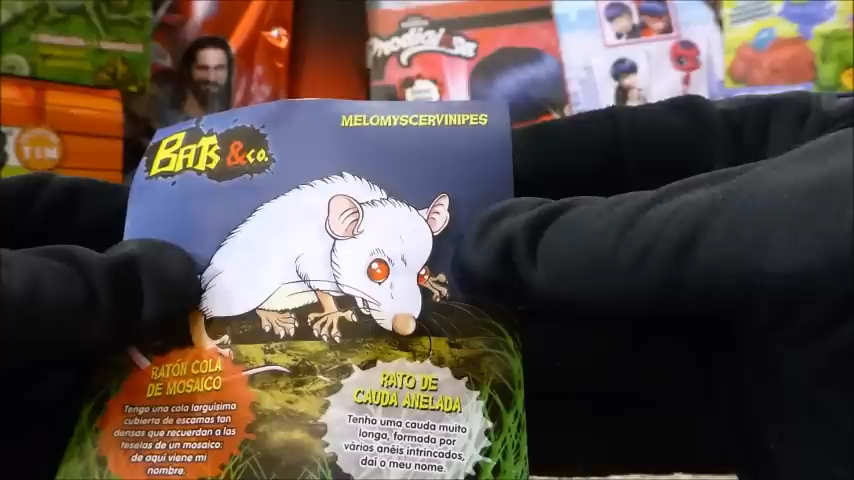 Prodigiosa
BATS & CO.
MELOMYSCERVINIPES
RATÓN COLA
DE MOSAICO
Tengo una cola larguísima
cubierta de escamas tan
densas que recuerdan a las
teselas de un mosaico:
de aquí viene mi
nombre.
RATO DE
CAUDA ANELADA
Tenho uma cauda muito
longa, formada por
vários anéis intrincados,
daí o meu nome.